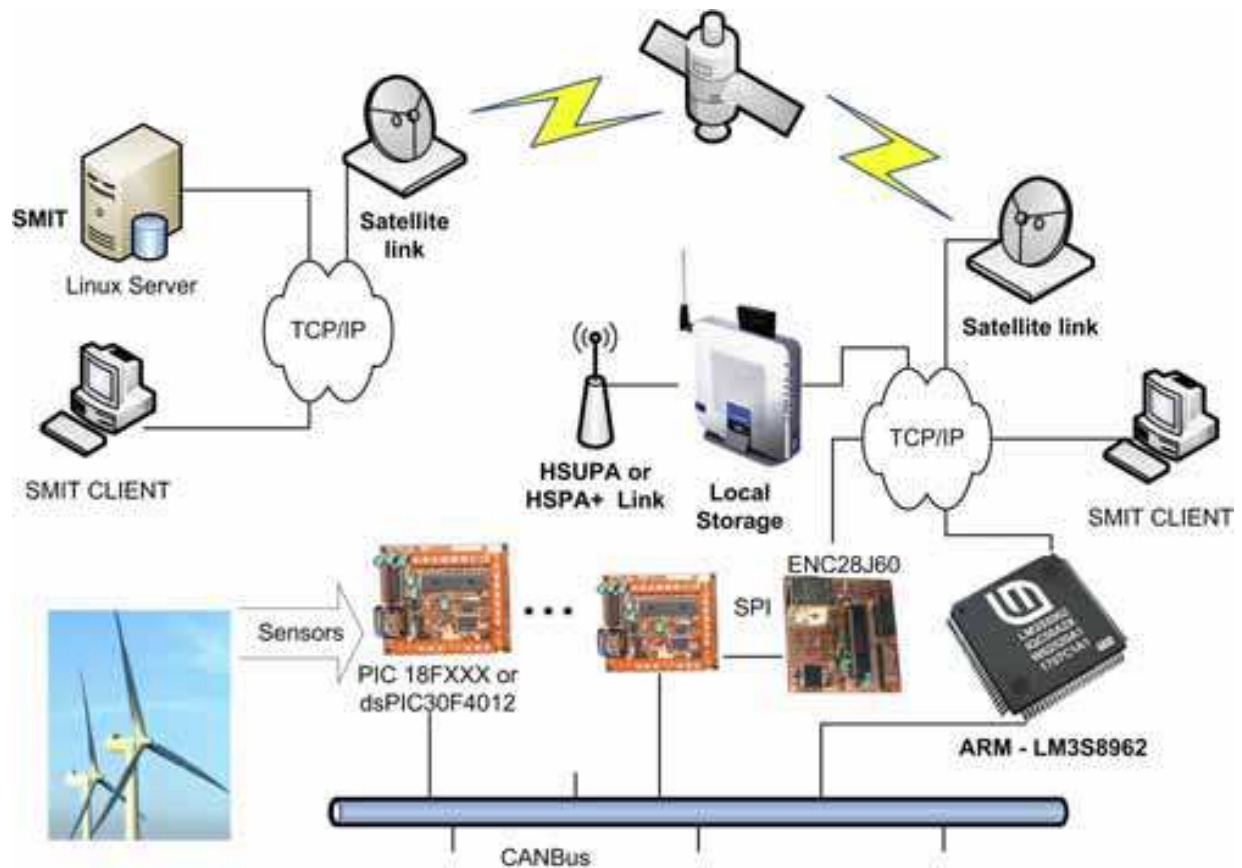 SMIT
Linux Server
Satellite
link
TCP/IP
SMIT CLIENT
Satellite link
HSUPA or
HSPA+ Link
Local
Storage
TCP/IP
SMIT CLIENT
Sensors
PIC 18FXXX or
dsPIC30F4012
SPI
ENC28J60
ARM - LM3S8962
CANBus